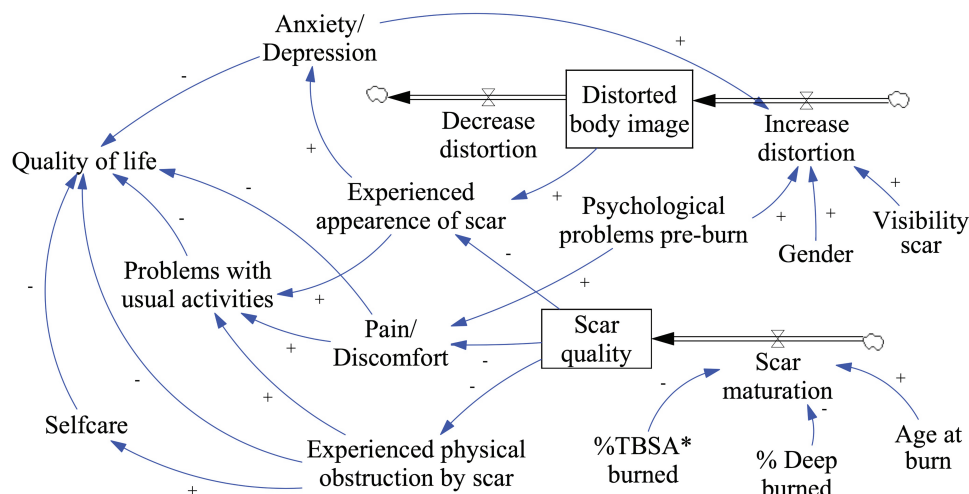 Anxiety/
Depression
+
-
Distorted
body image
Decrease
distortion
Increase
distortion
Quality of life
+
-
+
+
Experienced
appearence of scar
Psychological
problems pre-burn
+
+
Visibility
scar
Gender
-
-
Problems with
usual activities
+
+
-
Pain/
Discomfort
+
Scar
quality
-
Scar
maturation
-
-
-
+
-
+
Selfcare
Experienced physical
obstruction by scar
+
%TBSA*
burned
% Deep
burned
Age at
burn